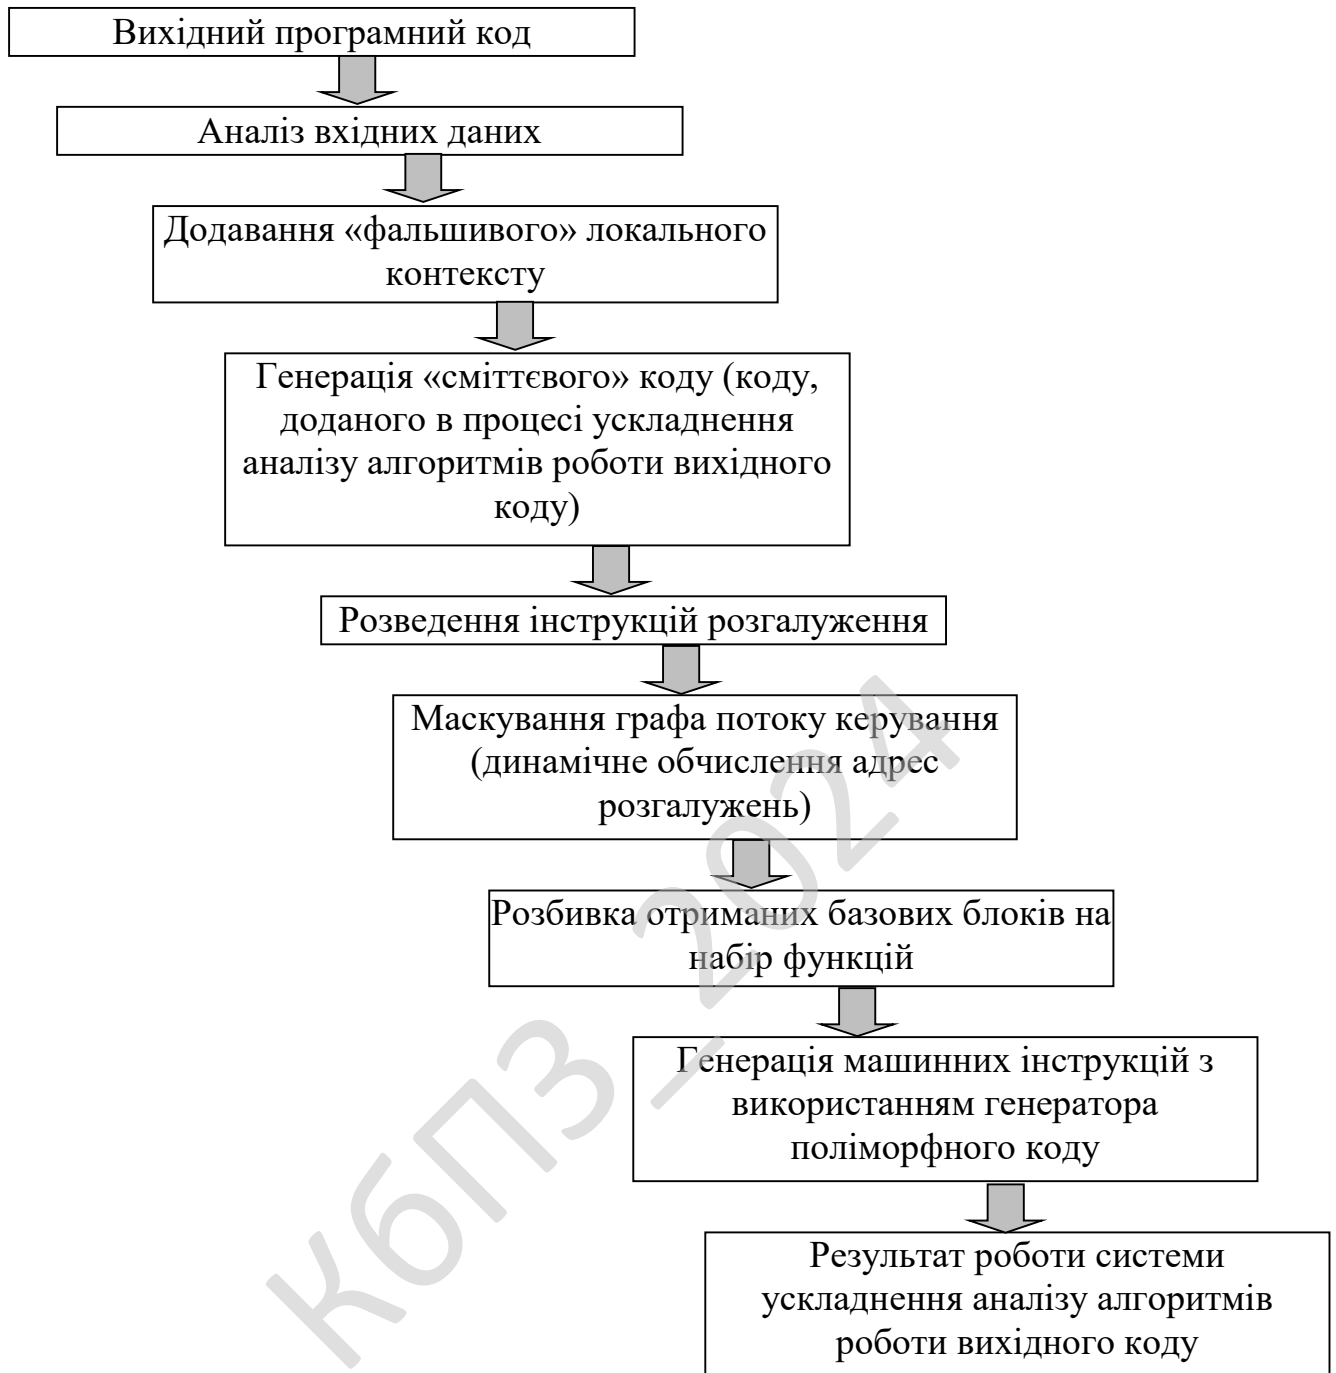 Вихідний програмний код
Аналіз вхідних даних
Додавання «фальшивого» локального
контексту
Генерація «сміттєвого» коду (коду,
доданого в процесі ускладнення
аналізу алгоритмів роботи вихідного
коду)
Розведення інструкцій розгалуження
Маскування графа потоку керування
(динамічне обчислення адрес
розгалужень)
Розбивка отриманих базових блоків на
набір функцій
Генерація машинних інструкцій з
використанням генератора
поліморфного коду
Результат роботи системи
ускладнення аналізу алгоритмів
роботи вихідного коду
КбПЗ_2024